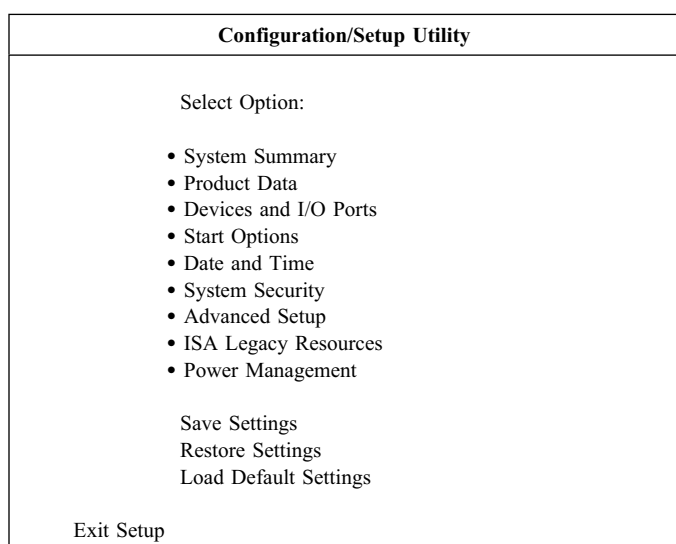 Configuration/Setup Utility
Select Option:
• System Summary
• Product Data
• Devices and I/O Ports
• Start Options
• Date and Time
• System Security
• Advanced Setup
• ISA Legacy Resources
• Power Management
Save Settings
Restore Settings
Load Default Settings
Exit Setup